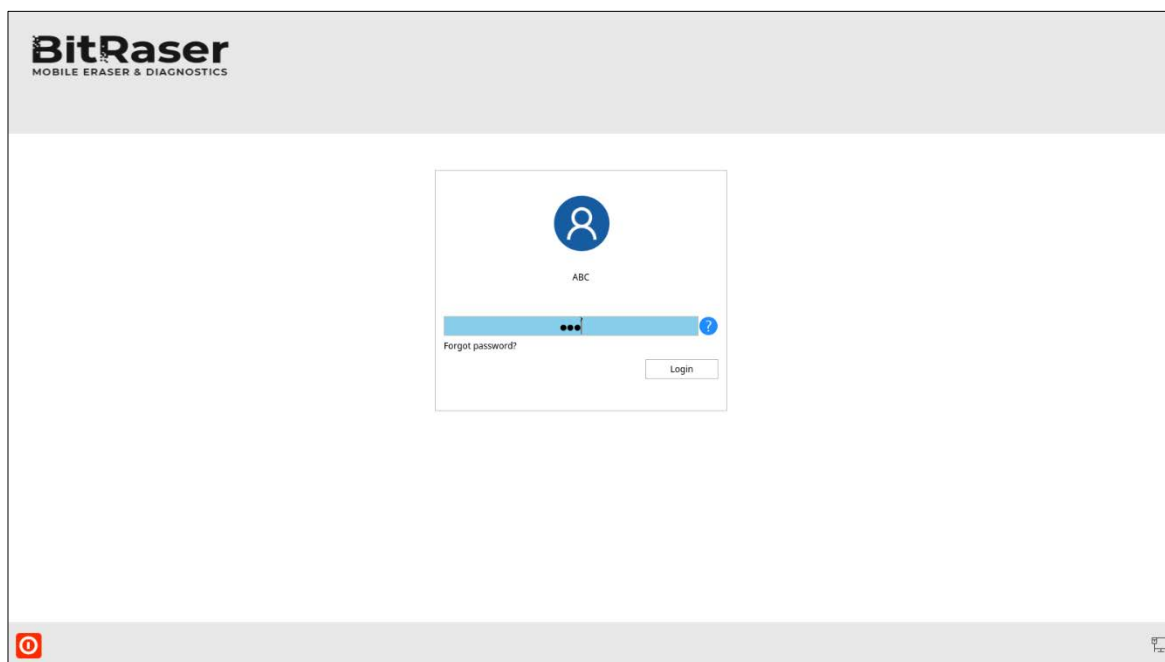 BitRaser
MOBILE ERASER & DIAGNOSTICS
ABC
●●●
?
Forgot password?
Login